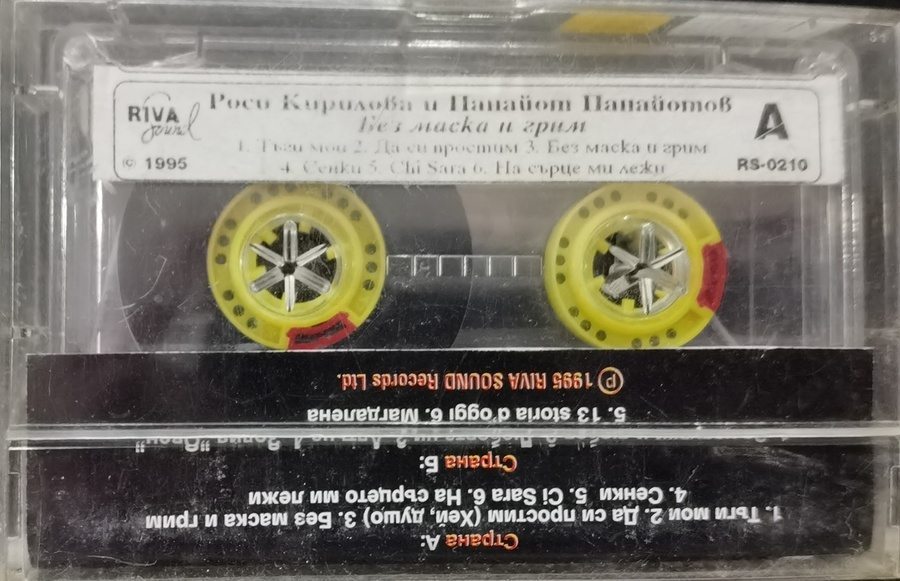 RIVA Sound
Роси Кирилова и Панайот Панайотов
Без маска и грим
A
1. Тъги мои 2. Да си простим 3. Без маска и грим
© 1995
4. Сенки 5. Chi Sara 6. На сърце ми лежи
RS-0210
Страна А:
1. Тъги мои 2. Да си простим (Хей, душо) 3. Без маска и грим
4. Сенки 5. Ci Sara 6. На сърцето ми лежи
Страна Б:
5. 13 storia d'oggi 6. Магдалена
℗ 1995 RIVA SOUND Records Ltd.